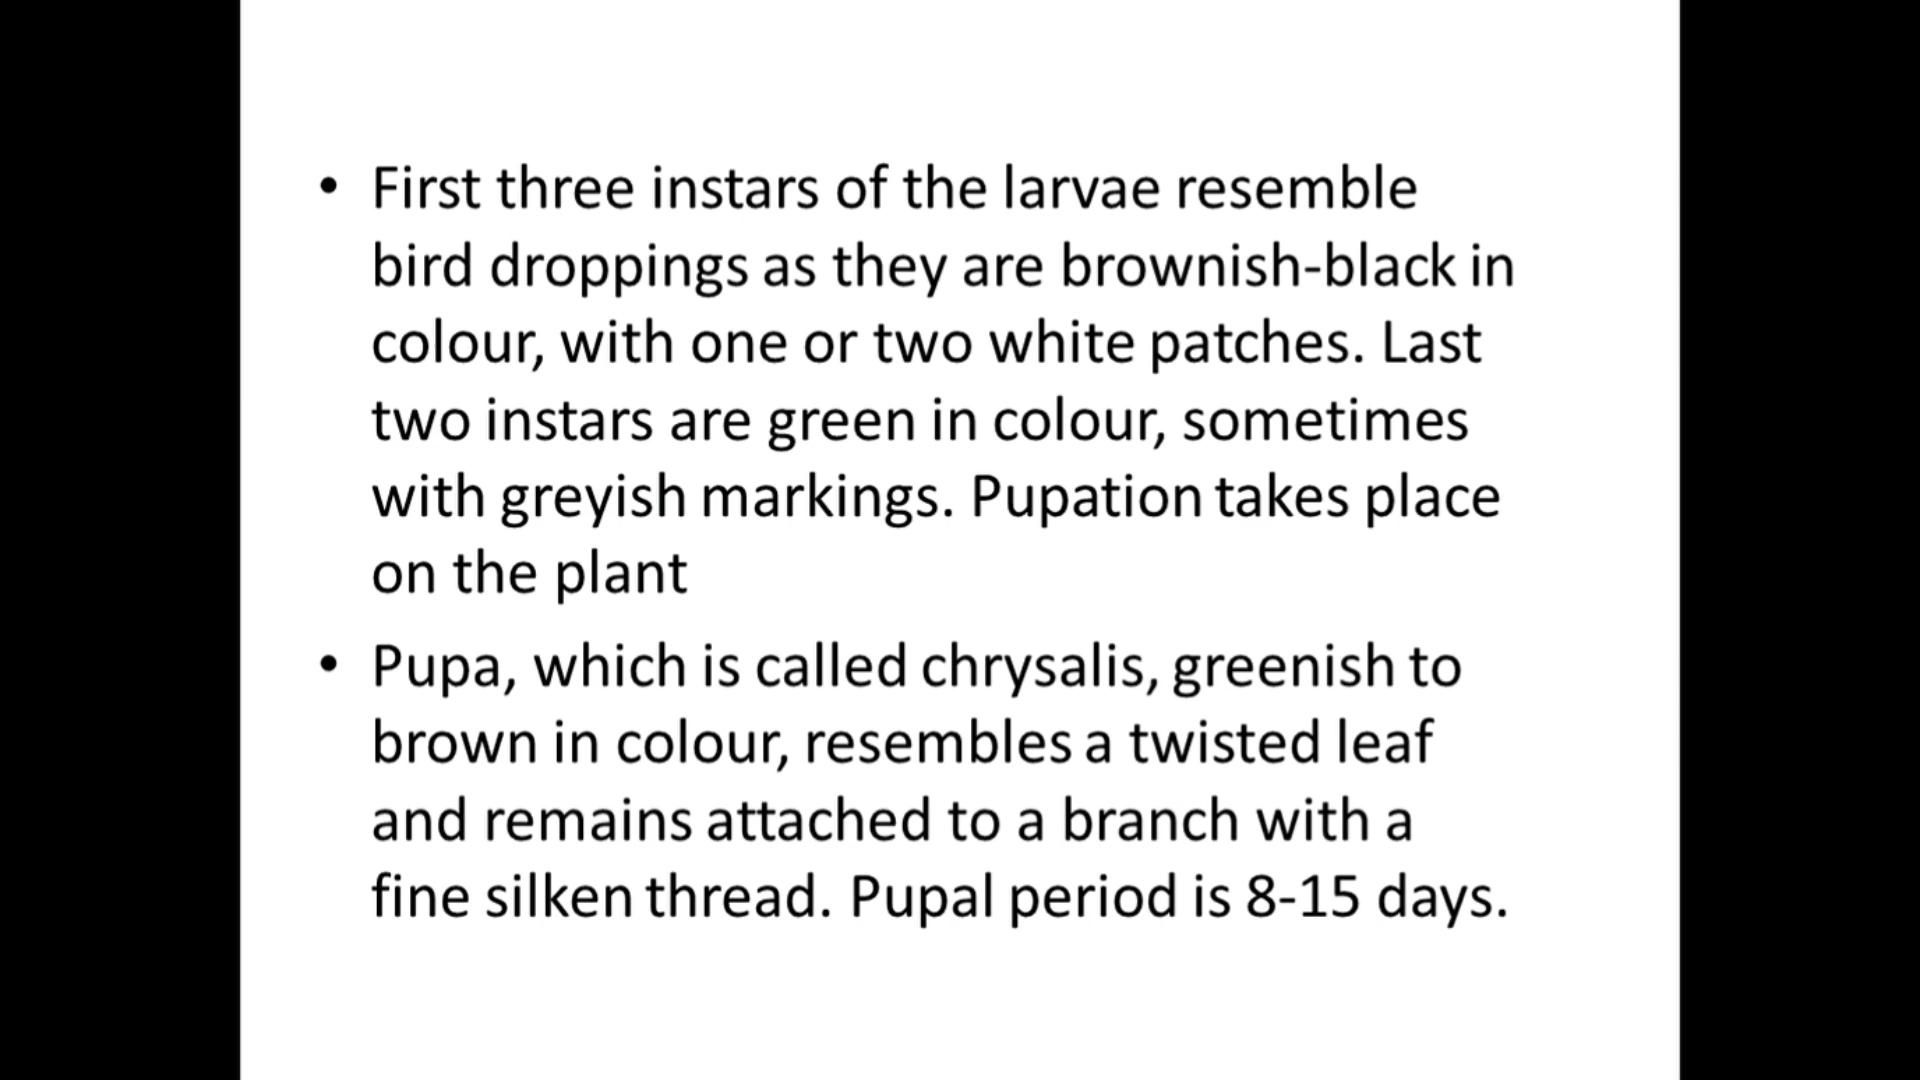 • First three instars of the larvae resemble
bird droppings as they are brownish-black in
colour, with one or two white patches. Last
two instars are green in colour, sometimes
with greyish markings. Pupation takes place
on the plant
• Pupa, which is called chrysalis, greenish to
brown in colour, resembles a twisted leaf
and remains attached to a branch with a
fine silken thread. Pupal period is 8-15 days.